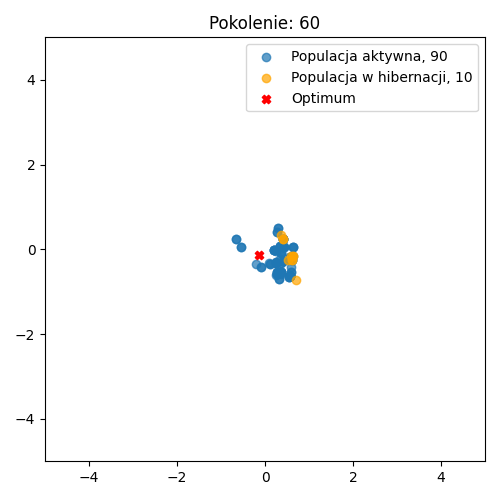 Pokolenie: 60
Populacja aktywna, 90
Populacja w hibernacji, 10
Optimum
4
2
0
−2
−4
−4 −2 0 2 4